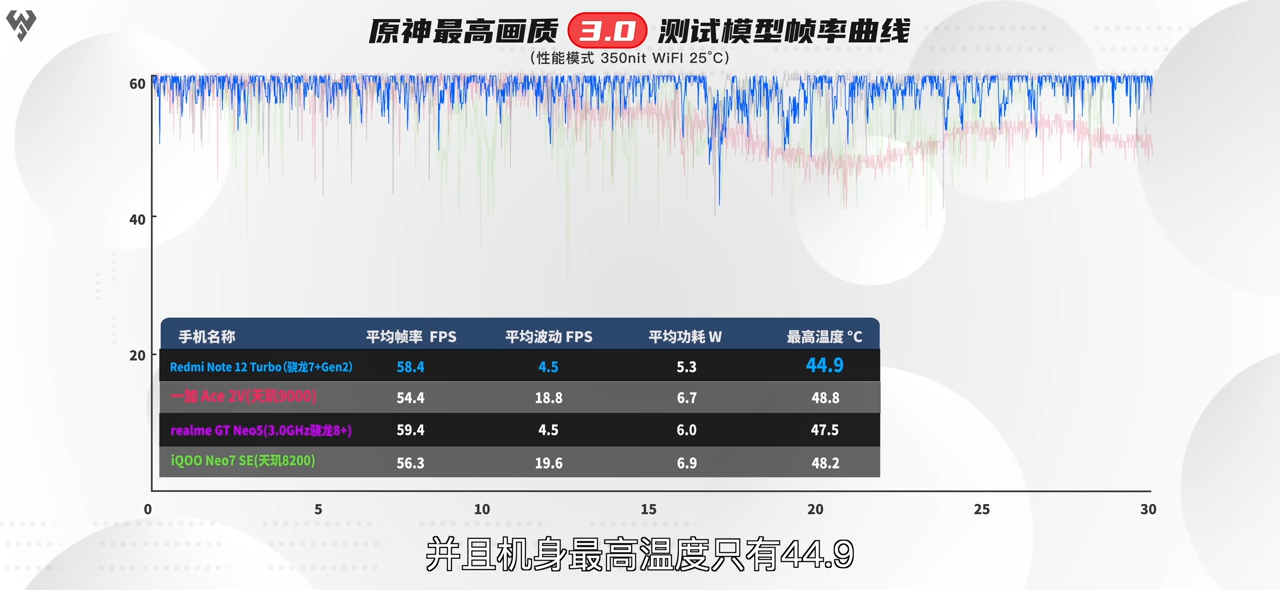 原神最高画质 3.0 测试模型帧率曲线
(性能模式 350nit WiFI 25°C)
60
40
20
手机名称 平均帧率 FPS 平均波动 FPS 平均功耗 W 最高温度 °C
Redmi Note 12 Turbo(骁龙7+Gen2) 58.4 4.5 5.3 44.9
一加 Ace 2V(天玑9000) 54.4 18.8 6.7 48.8
realme GT Neo5(3.0GHz骁龙8+) 59.4 4.5 6.0 47.5
iQOO Neo7 SE(天玑8200) 56.3 19.6 6.9 48.2
0 5 10 15 20 25 30
并且机身最高温度只有44.9